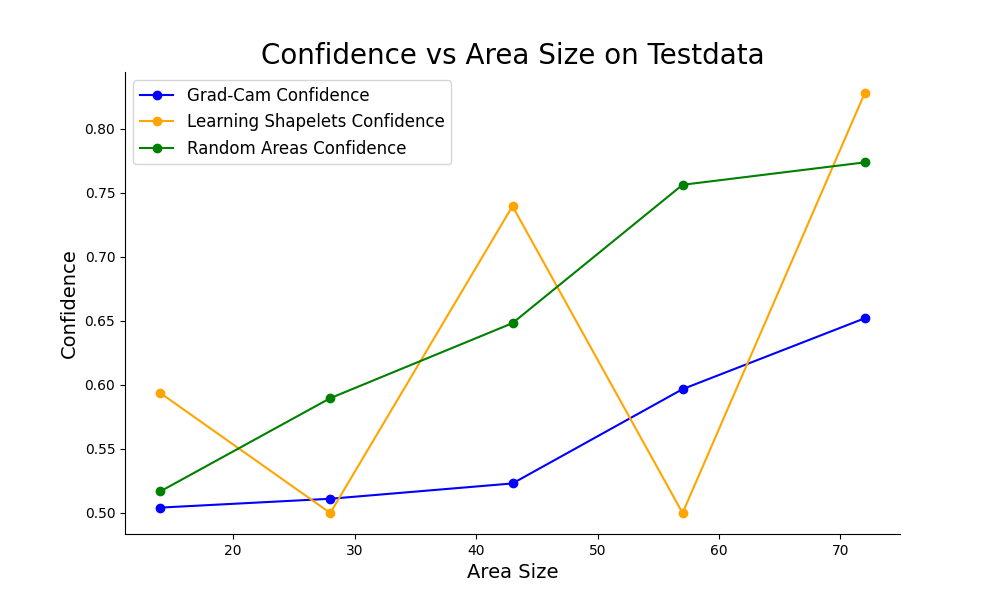 Confidence vs Area Size on Testdata
Grad-Cam Confidence
Learning Shapelets Confidence
Random Areas Confidence
Confidence
0.80
0.75
0.70
0.65
0.60
0.55
0.50
20 30 40 50 60 70
Area Size